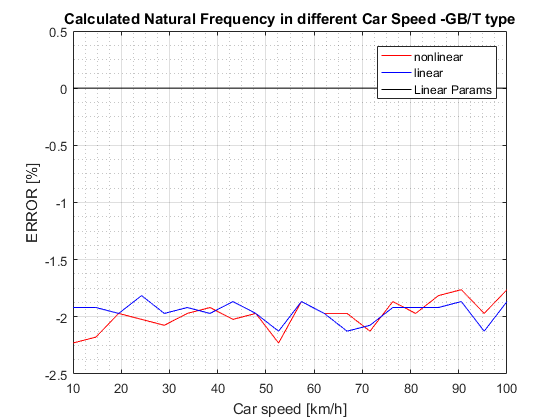 Calculated Natural Frequency in different Car Speed -GB/T type
nonlinear
linear
Linear Params
0.5
0
-0.5
-1
-1.5
-2
-2.5
ERROR [%]
10 20 30 40 50 60 70 80 90 100
Car speed [km/h]